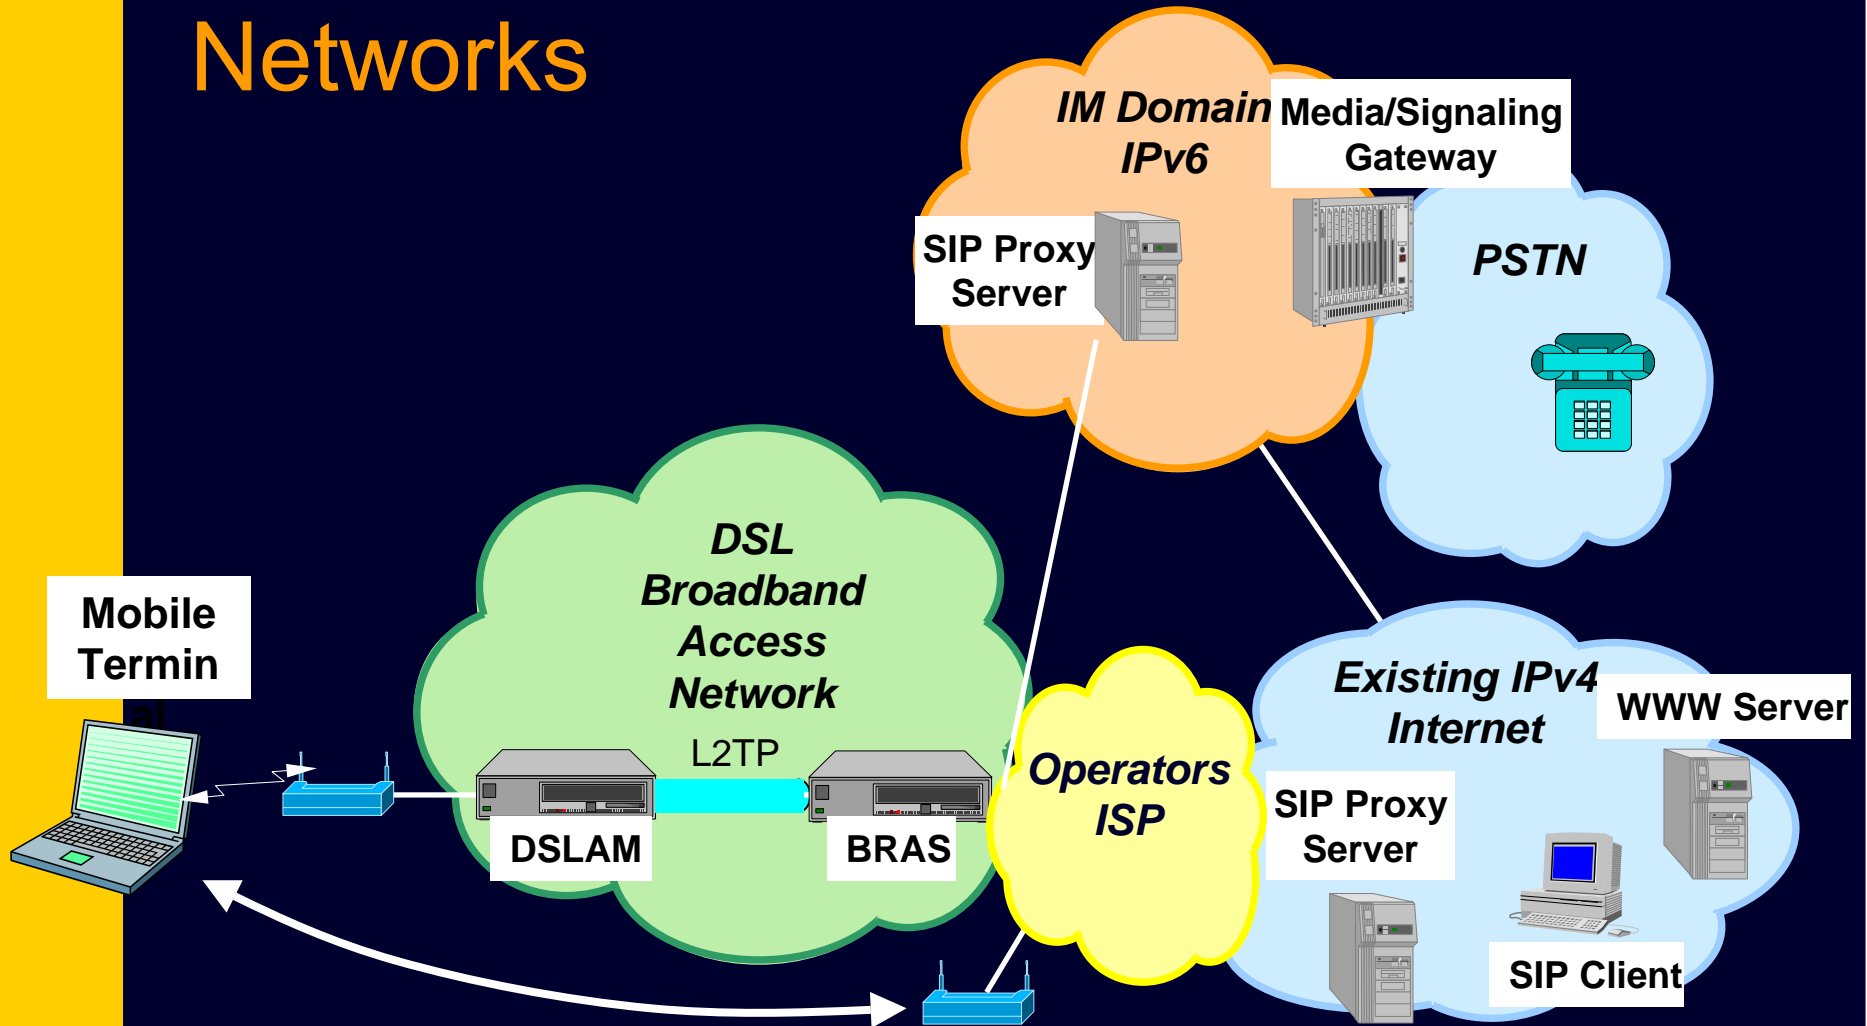 Networks
IM Domain
IPv6
Media/Signaling
Gateway
SIP Proxy
Server
PSTN
DSL
Broadband
Access
Network
L2TP
Mobile
Termin
al
DSLAM
BRAS
Operators
ISP
Existing IPv4
Internet
WWW Server
SIP Proxy
Server
SIP Client